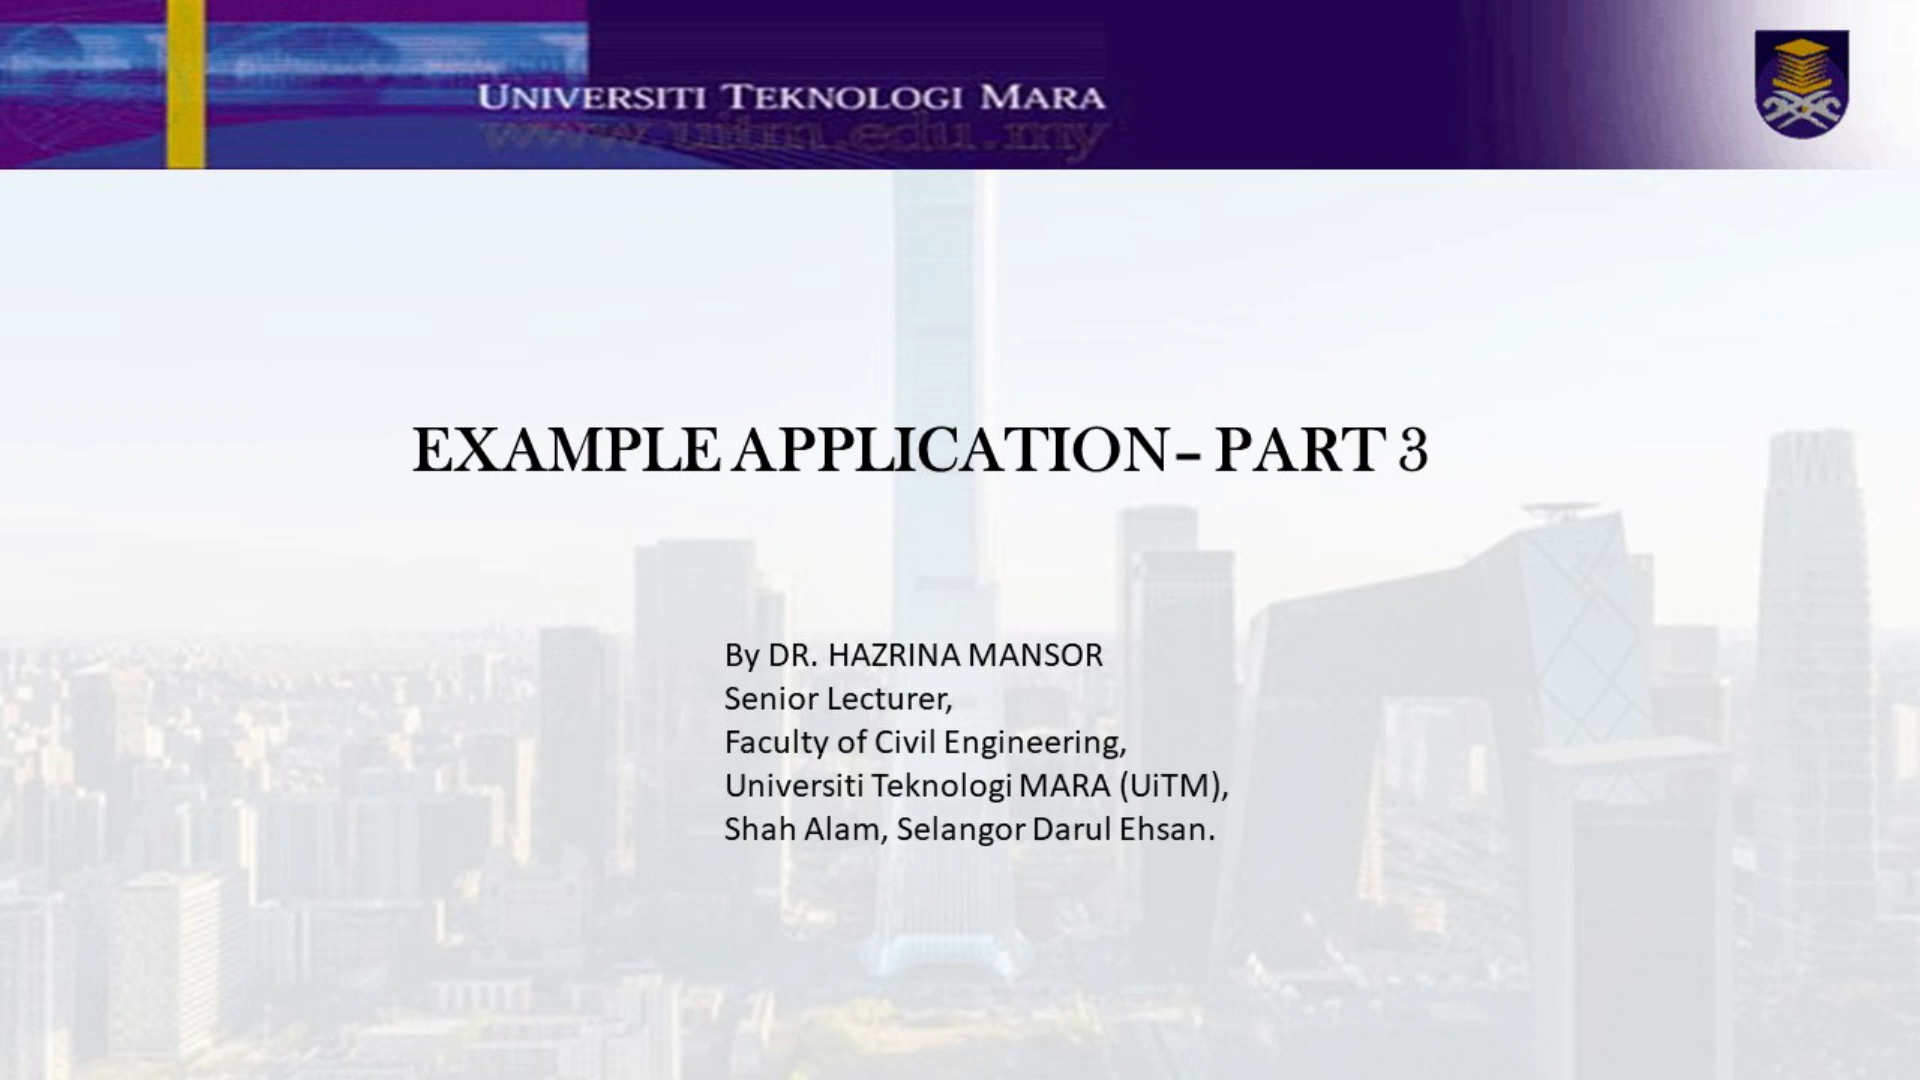 UNIVERSITI TEKNOLOGI MARA
www.uitm.edu.my
EXAMPLE APPLICATION– PART 3
By DR. HAZRINA MANSOR
Senior Lecturer,
Faculty of Civil Engineering,
Universiti Teknologi MARA (UiTM),
Shah Alam, Selangor Darul Ehsan.